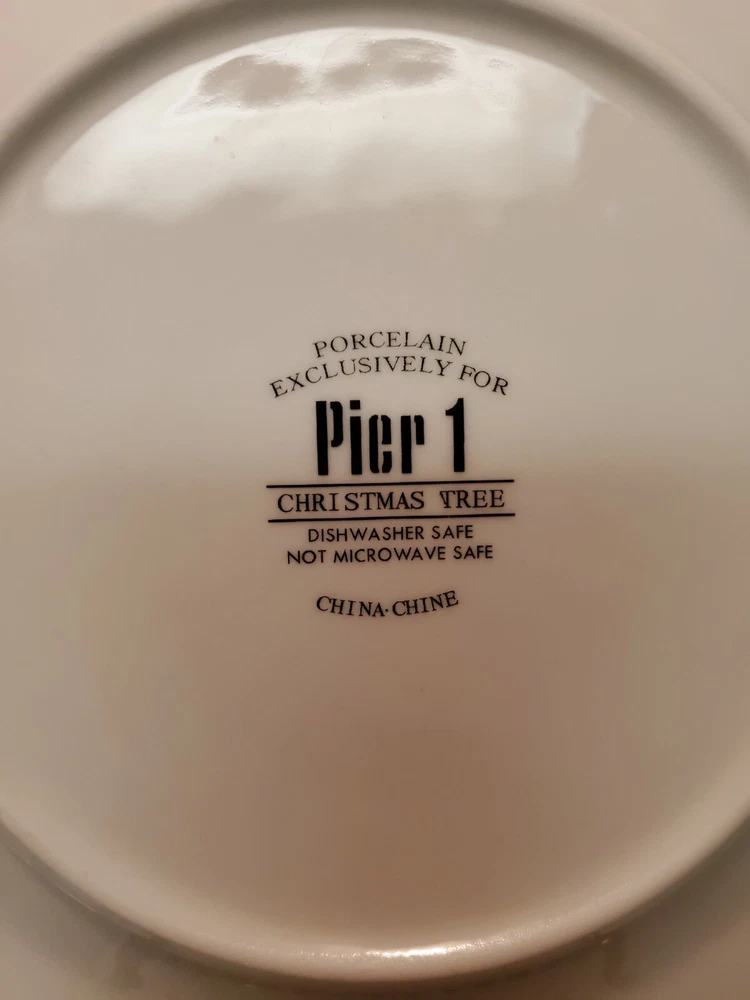 PORCELAIN
EXCLUSIVELY FOR
Pier 1
CHRISTMAS TREE
DISHWASHER SAFE
NOT MICROWAVE SAFE
CHINA·CHINE